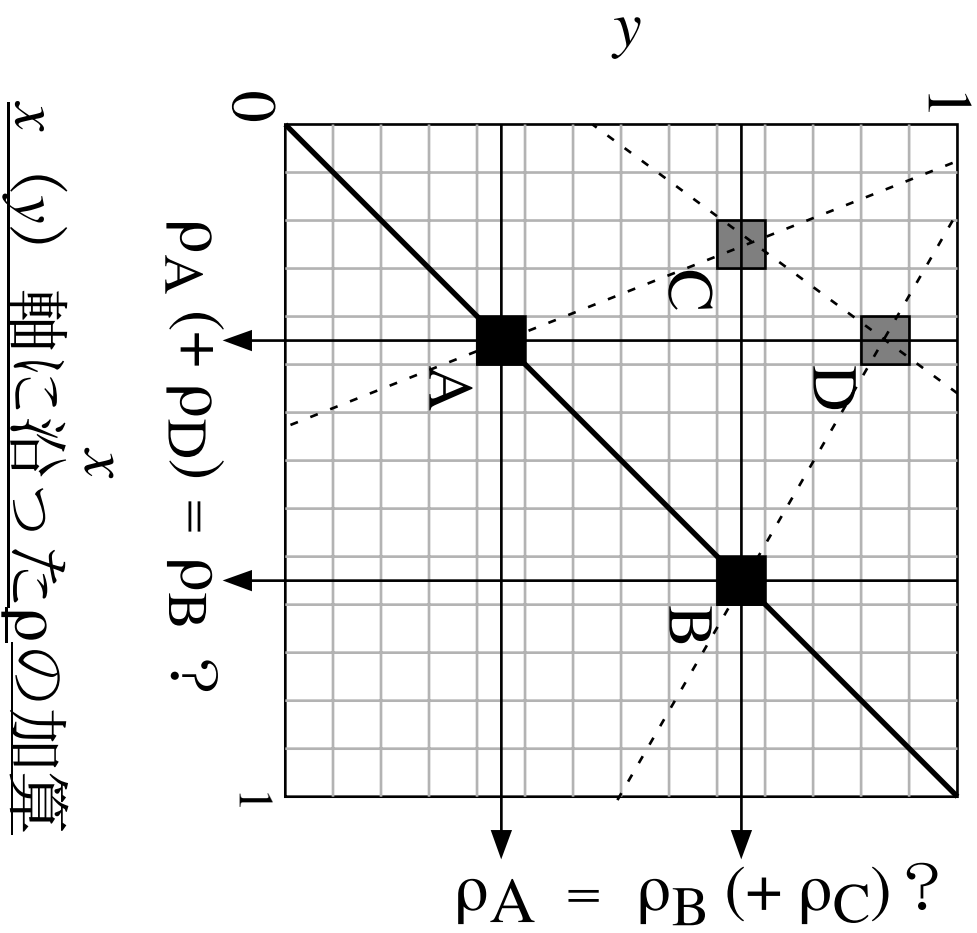 y
1
0
C
D
A
B
1
x
ρA (+ ρD) = ρB ?
ρA = ρB (+ ρC) ?
x (y) 軸に沿ったρの加算